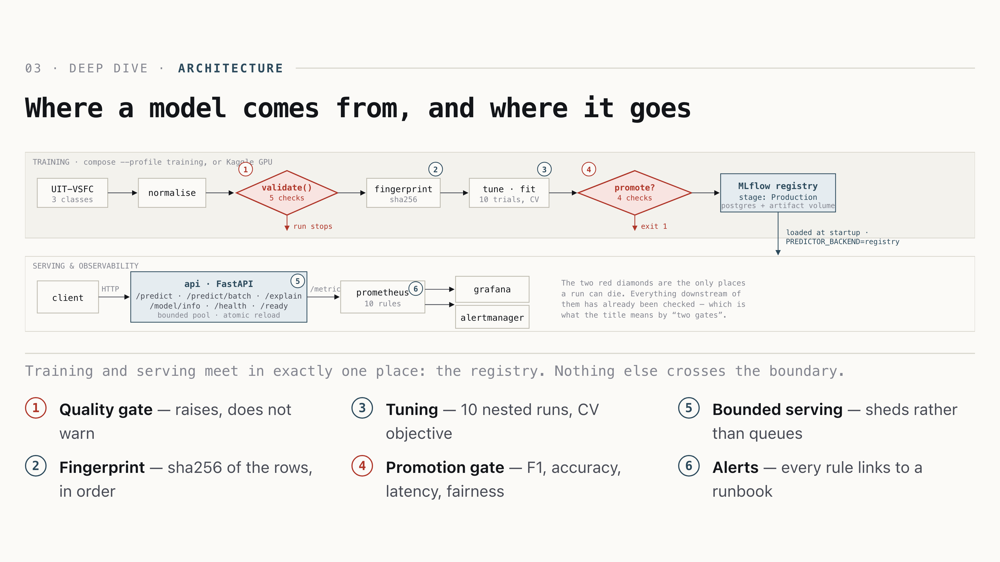 03 · DEEP DIVE · ARCHITECTURE
Where a model comes from, and where it goes
TRAINING · compose --profile training, or Kaggle GPU
1
2
3
4
UIT-VSFC
3 classes
normalise
validate()
5 checks
fingerprint
sha256
tune · fit
10 trials, CV
promote?
4 checks
MLflow registry
stage: Production
postgres + artifact volume
run stops
exit 1
loaded at startup ·
PREDICTOR_BACKEND=registry
SERVING & OBSERVABILITY
client
HTTP
api · FastAPI
5
/predict · /predict/batch · /explain
/model/info · /health · /ready
bounded pool · atomic reload
/metric
prometheus
6
10 rules
grafana
alertmanager
The two red diamonds are the only places
a run can die. Everything downstream of
them has already been checked — which is
what the title means by “two gates”.
Training and serving meet in exactly one place: the registry. Nothing else crosses the boundary.
1 Quality gate — raises, does not
warn
2 Fingerprint — sha256 of the rows,
in order
3 Tuning — 10 nested runs, CV
objective
4 Promotion gate — F1, accuracy,
latency, fairness
5 Bounded serving — sheds rather
than queues
6 Alerts — every rule links to a
runbook